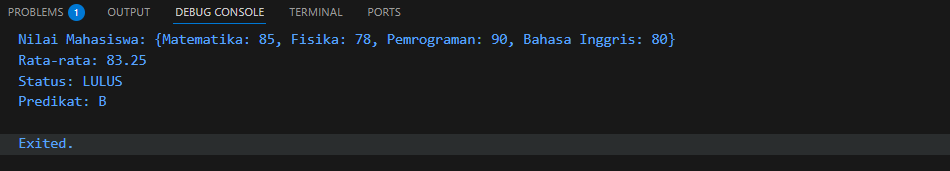 PROBLEMS 1 OUTPUT DEBUG CONSOLE TERMINAL PORTS
Nilai Mahasiswa: {Matematika: 85, Fisika: 78, Pemrograman: 90, Bahasa Inggris: 80}
Rata-rata: 83.25
Status: LULUS
Predikat: B
Exited.